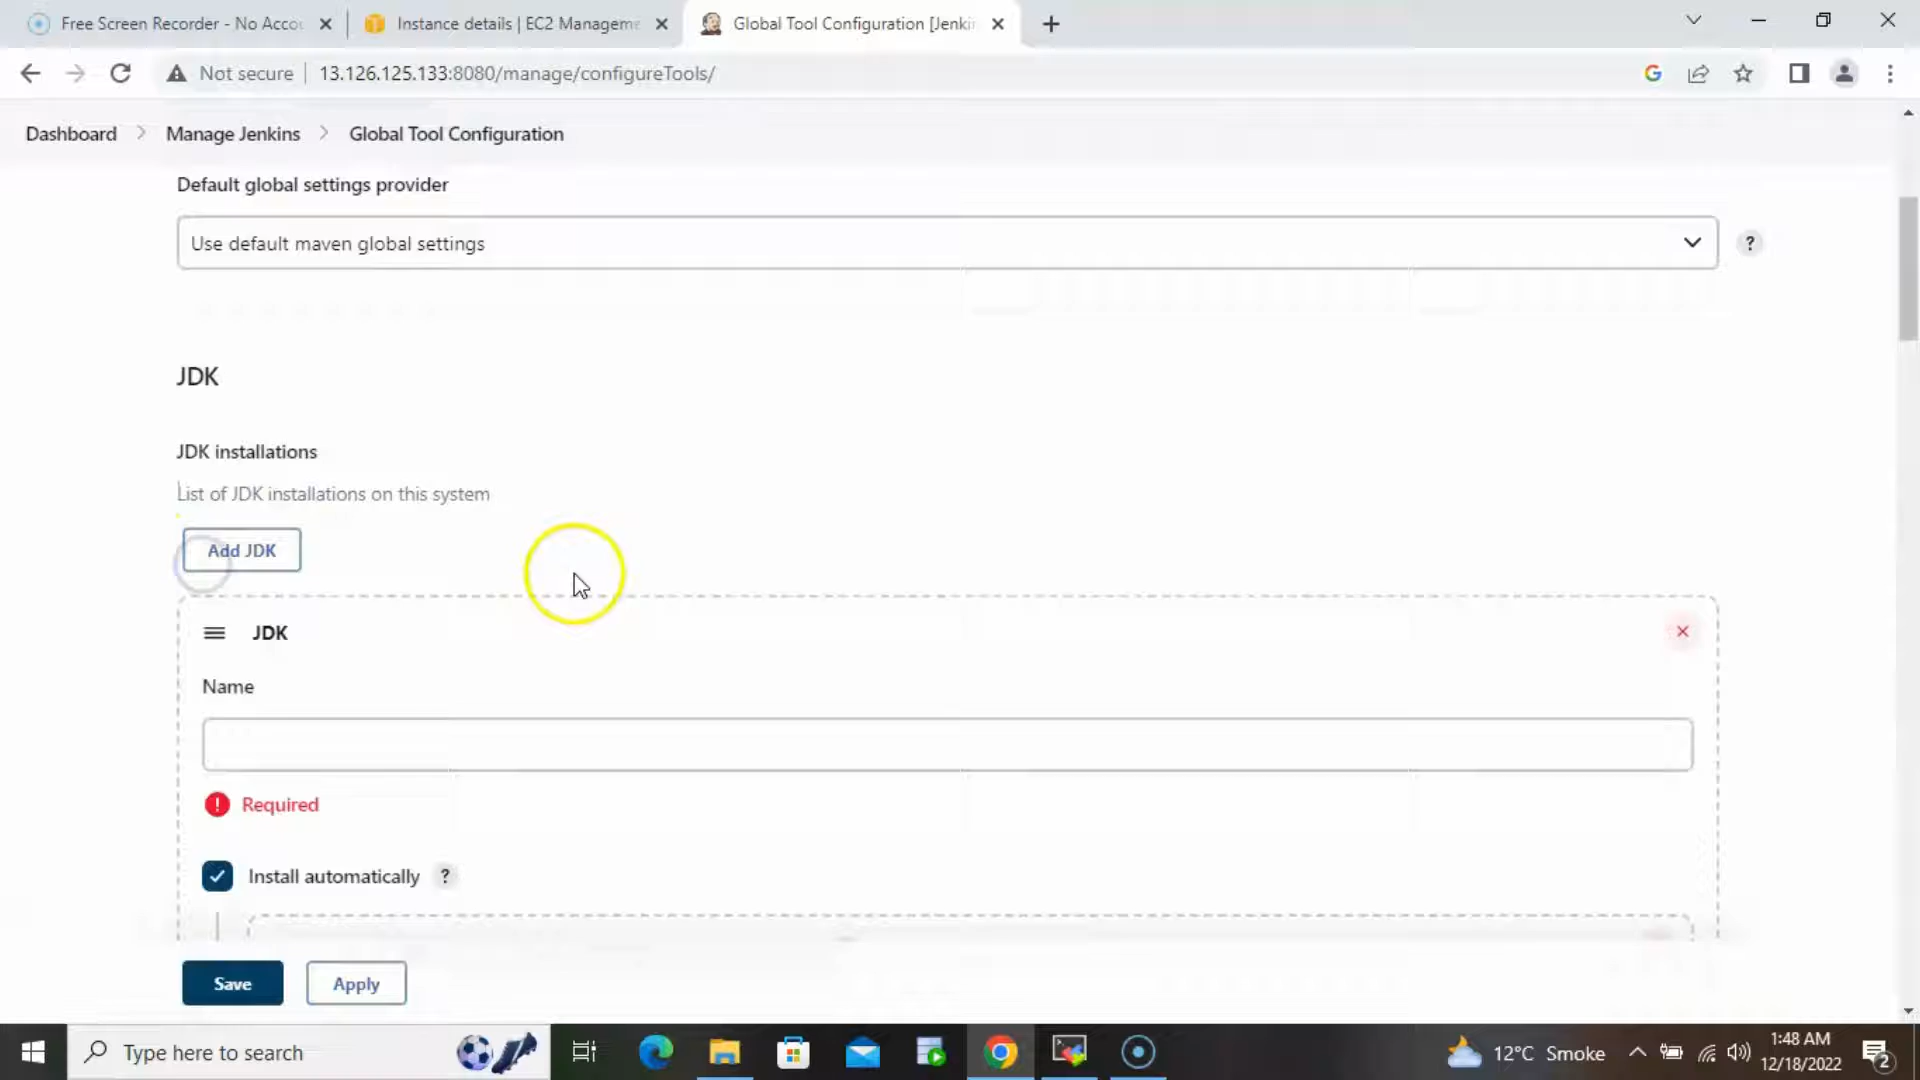 Free Screen Recorder - No Acco
Instance details | EC2 Manageme
Global Tool Configuration [Jenki
Not secure
13.126.125.133:8080/manage/configureTools/
Dashboard
Manage Jenkins
Global Tool Configuration
Default global settings provider
Use default maven global settings
?
JDK
JDK installations
List of JDK installations on this system
Add JDK
JDK
Name
Required
Install automatically ?
Save
Apply
Type here to search
12°C Smoke
1:48 AM
12/18/2022
2